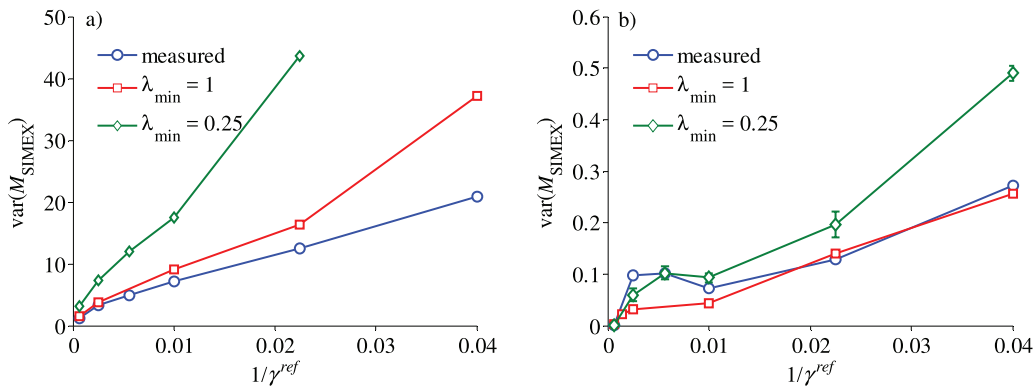 a)
measured
λmin = 1
λmin = 0.25
var(MSIMEX)
50
40
30
20
10
0
0
0.01
0.02
0.03
0.04
1/γref
b)
measured
λmin = 1
λmin = 0.25
var(MSIMEX)
0.6
0.5
0.4
0.3
0.2
0.1
0
0
0.01
0.02
0.03
0.04
1/γref